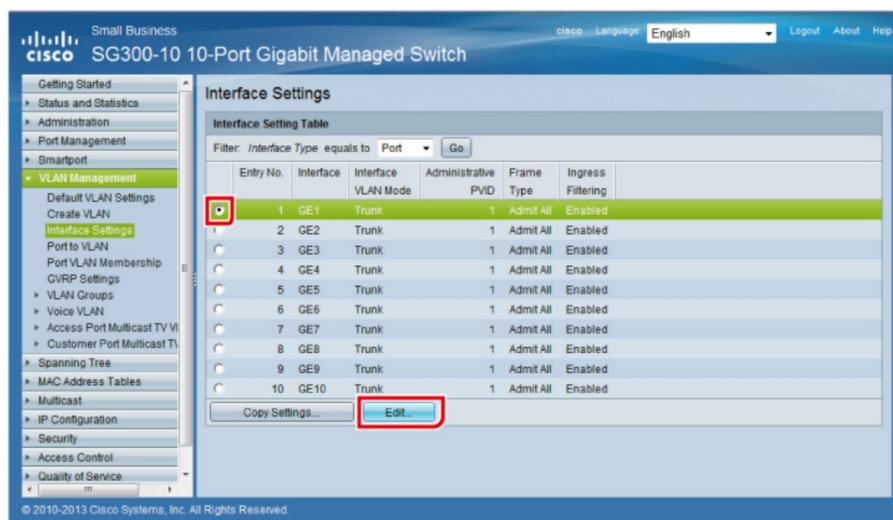 Small Business
cisco SG300-10 10-Port Gigabit Managed Switch
cisco Language: English Logout About Help
Getting Started
Status and Statistics
Administration
Port Management
Smartport
VLAN Management
Default VLAN Settings
Create VLAN
Interface Settings
Port to VLAN
Port VLAN Membership
GVRP Settings
VLAN Groups
Voice VLAN
Access Port Multicast TV
Customer Port Multicast
Spanning Tree
MAC Address Tables
Multicast
IP Configuration
Security
Access Control
Quality of Service
Interface Settings
Interface Setting Table
Filter: Interface Type equals to Port Go
Entry No. Interface Interface VLAN Mode Administrative PVID Frame Type Ingress Filtering
1 GE1 Trunk 1 Admit All Enabled
2 GE2 Trunk 1 Admit All Enabled
3 GE3 Trunk 1 Admit All Enabled
4 GE4 Trunk 1 Admit All Enabled
5 GE5 Trunk 1 Admit All Enabled
6 GE6 Trunk 1 Admit All Enabled
7 GE7 Trunk 1 Admit All Enabled
8 GE8 Trunk 1 Admit All Enabled
9 GE9 Trunk 1 Admit All Enabled
10 GE10 Trunk 1 Admit All Enabled
Copy Settings... Edit...
© 2010-2013 Cisco Systems, Inc. All Rights Reserved.